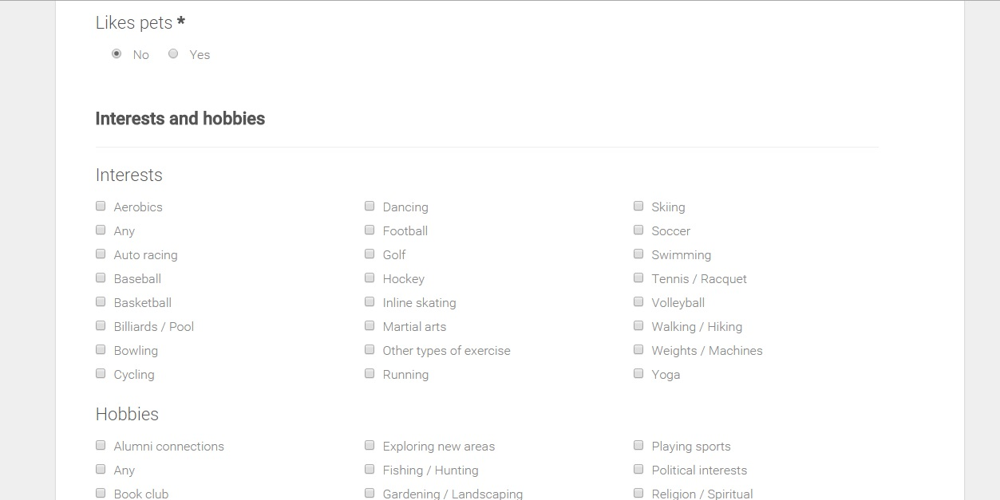 Likes pets *
No Yes
Interests and hobbies
Interests
Aerobics Dancing Skiing
Any Football Soccer
Auto racing Golf Swimming
Baseball Hockey Tennis / Racquet
Basketball Inline skating Volleyball
Billiards / Pool Martial arts Walking / Hiking
Bowling Other types of exercise Weights / Machines
Cycling Running Yoga
Hobbies
Alumni connections Exploring new areas Playing sports
Any Fishing / Hunting Political interests
Book club Gardening / Landscaping Religion / Spiritual